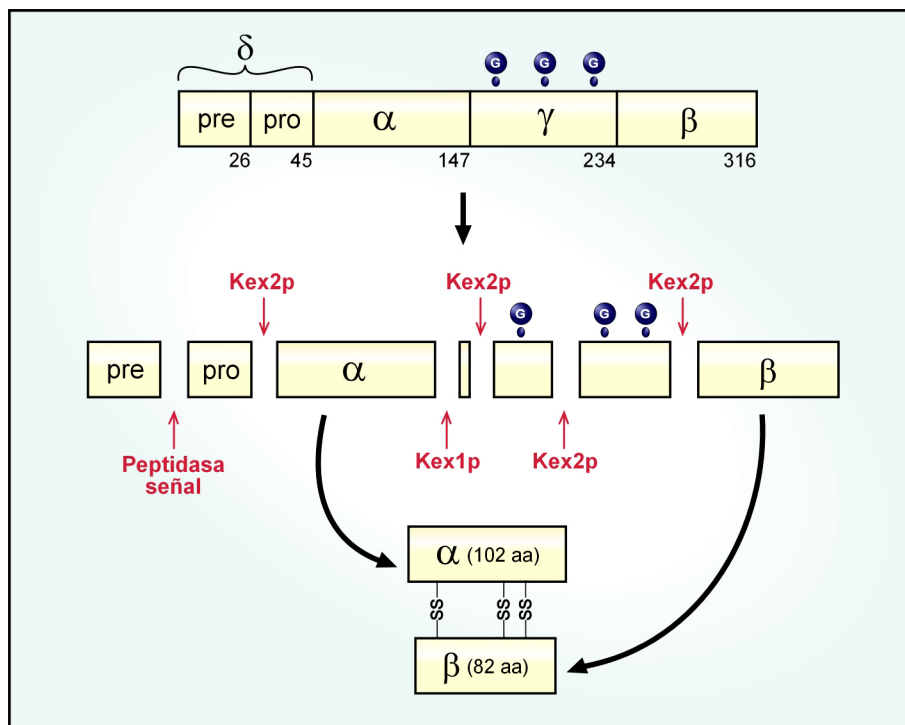 δ
G G G
pre pro α γ β
26 45 147 234 316
Kex2p Kex2p Kex2p
G G G
pre pro α β
Peptidasa
señal
Kex1p Kex2p
α (102 aa)
SS SS SS
β (82 aa)